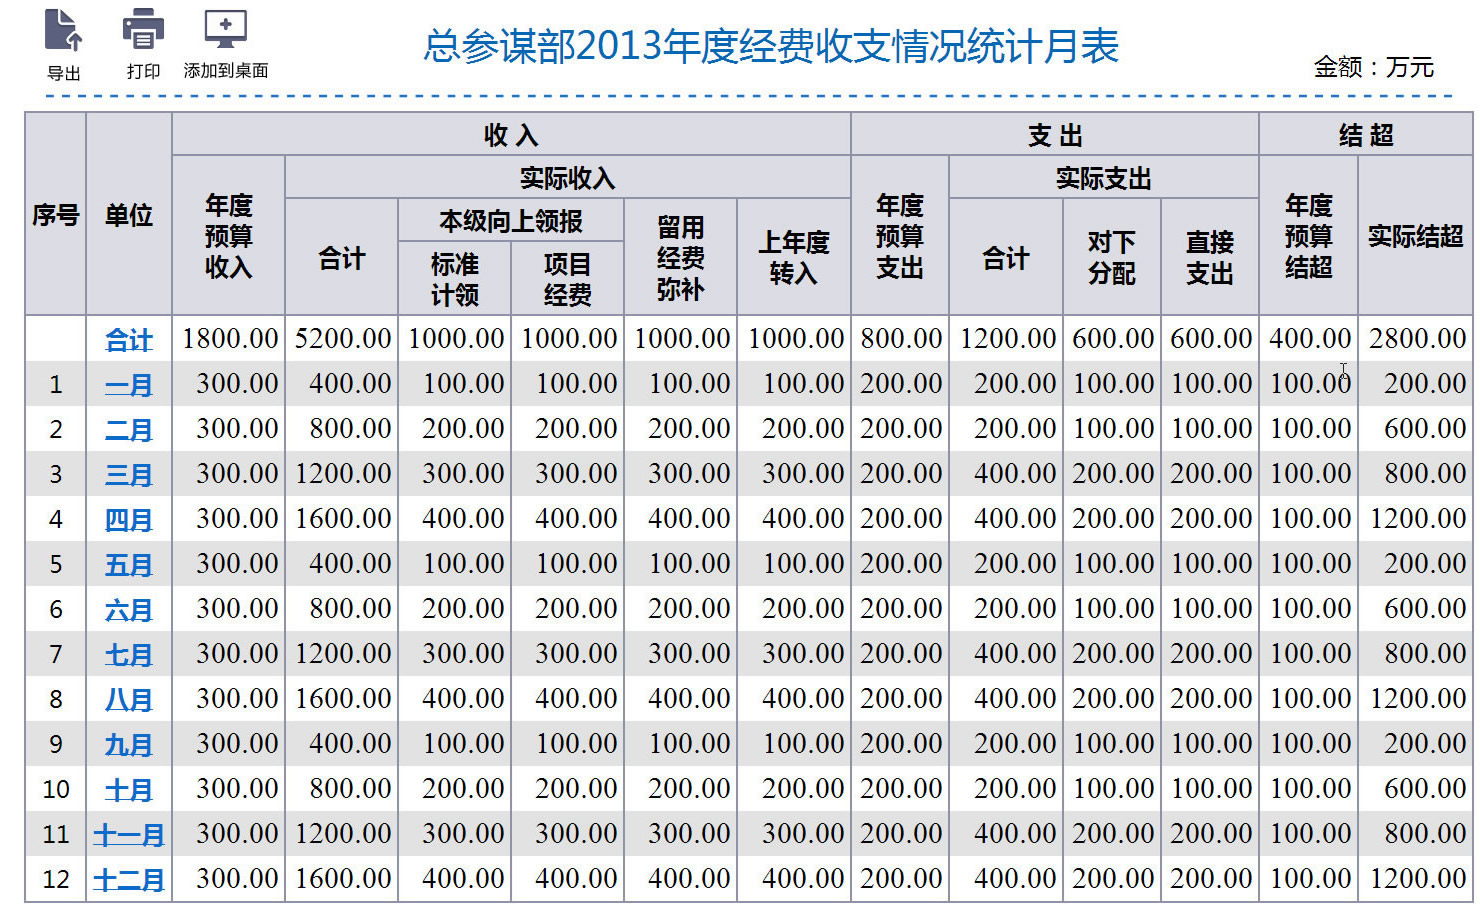 导出 打印 添加到桌面
总参谋部2013年度经费收支情况统计月表
金额：万元
序号 单位 收 入 支 出 结 超
年度预算收入 实际收入 年度预算支出 实际支出 年度预算结超 实际结超
合计 本级向上领报 留用经费弥补 上年度转入 合计 对下分配 直接支出
标准计领 项目经费
合计 1800.00 5200.00 1000.00 1000.00 1000.00 1000.00 800.00 1200.00 600.00 600.00 400.00 2800.00
1 一月 300.00 400.00 100.00 100.00 100.00 100.00 200.00 200.00 100.00 100.00 100.00 200.00
2 二月 300.00 800.00 200.00 200.00 200.00 200.00 200.00 200.00 100.00 100.00 100.00 600.00
3 三月 300.00 1200.00 300.00 300.00 300.00 300.00 200.00 400.00 200.00 200.00 100.00 800.00
4 四月 300.00 1600.00 400.00 400.00 400.00 400.00 200.00 400.00 200.00 200.00 100.00 1200.00
5 五月 300.00 400.00 100.00 100.00 100.00 100.00 200.00 200.00 100.00 100.00 100.00 200.00
6 六月 300.00 800.00 200.00 200.00 200.00 200.00 200.00 200.00 100.00 100.00 100.00 600.00
7 七月 300.00 1200.00 300.00 300.00 300.00 300.00 200.00 400.00 200.00 200.00 100.00 800.00
8 八月 300.00 1600.00 400.00 400.00 400.00 400.00 200.00 400.00 200.00 200.00 100.00 1200.00
9 九月 300.00 400.00 100.00 100.00 100.00 100.00 200.00 200.00 100.00 100.00 100.00 200.00
10 十月 300.00 800.00 200.00 200.00 200.00 200.00 200.00 200.00 100.00 100.00 100.00 600.00
11 十一月 300.00 1200.00 300.00 300.00 300.00 300.00 200.00 400.00 200.00 200.00 100.00 800.00
12 十二月 300.00 1600.00 400.00 400.00 400.00 400.00 200.00 400.00 200.00 200.00 100.00 1200.00